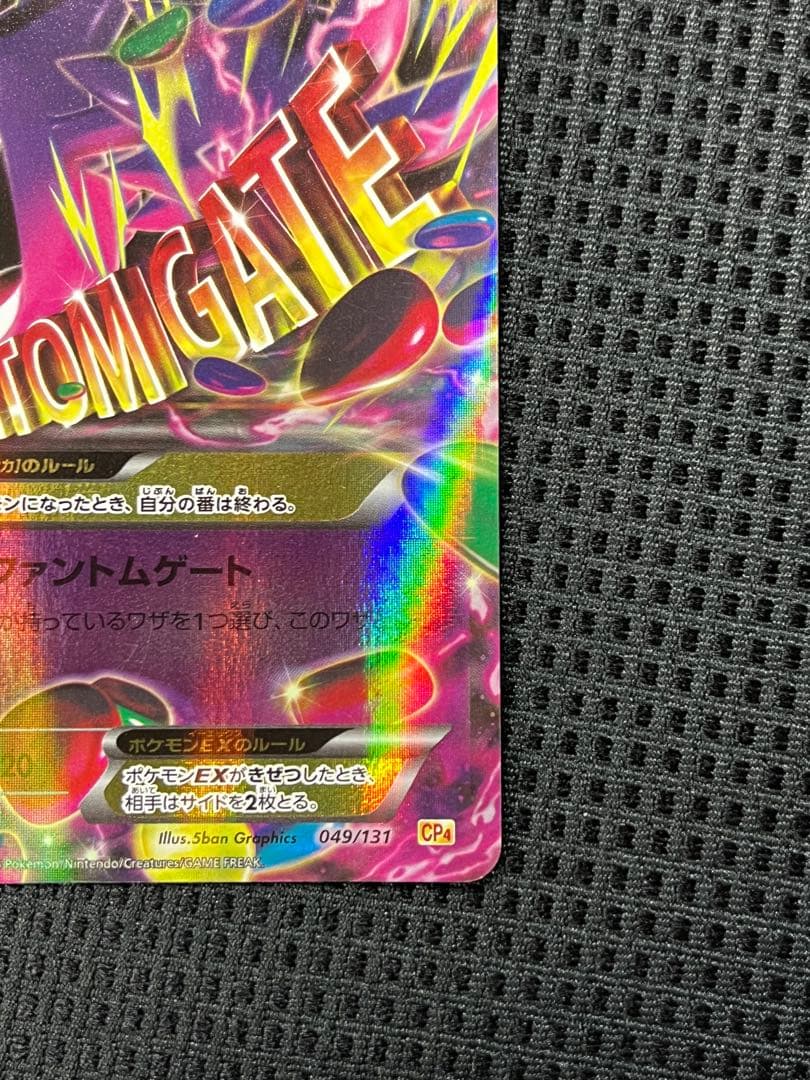 TOMIGATE
カ]のルール
ンになったとき、自分の番は終わる。
ファントムゲート
が持っているワザを1つ選び、このワザ
20
ポケモンEXのルール
ポケモンEXがきぜつしたとき、
相手はサイドを2枚とる。
Illus.5ban Graphics 049/131 CP4
Pokémon/Nintendo/Creatures/GAME FREAK.